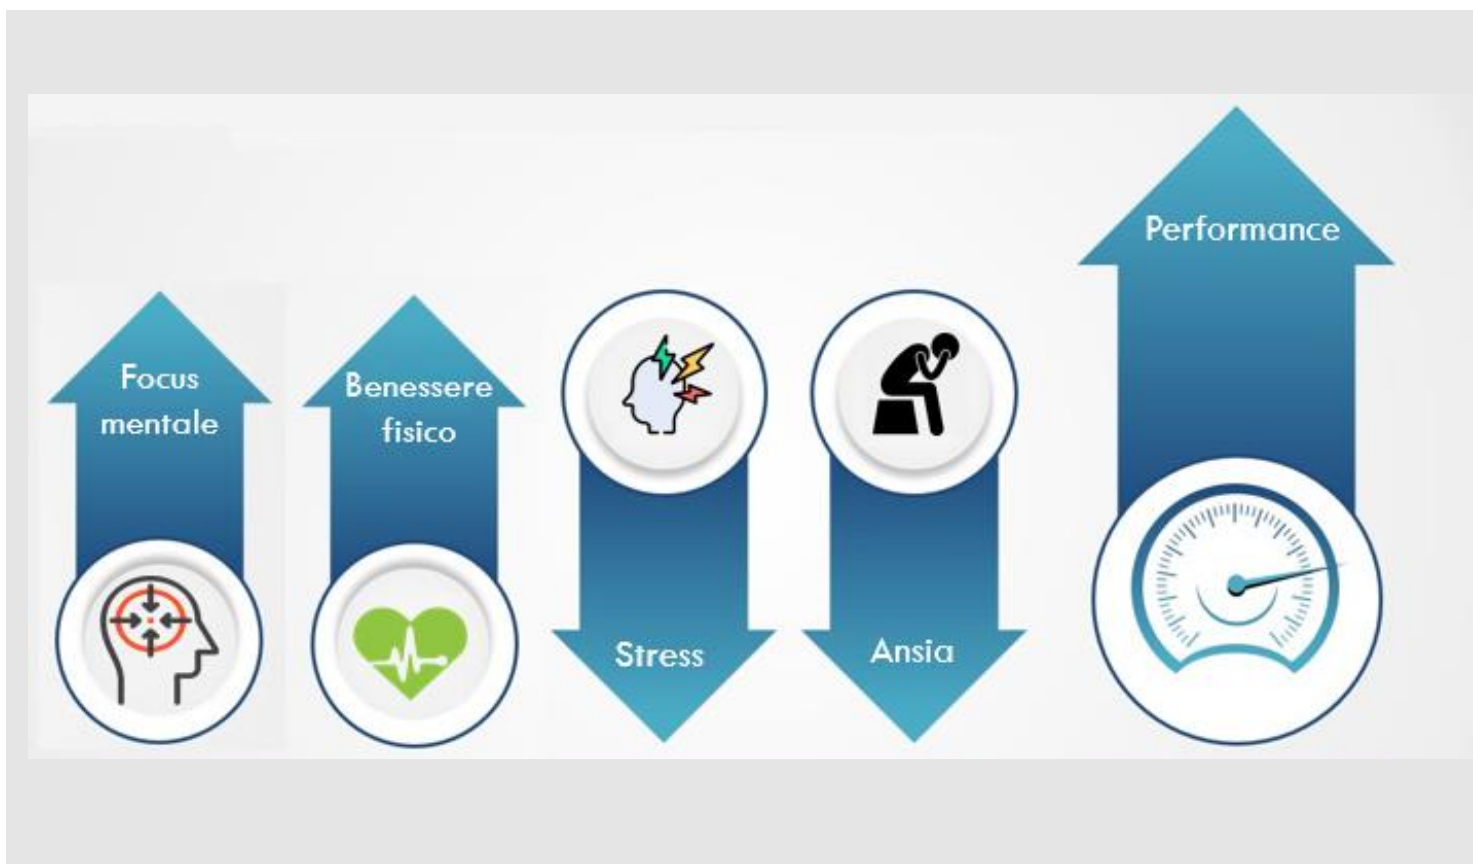 Focus
mentale
Benessere
fisico
Stress
Ansia
Performance